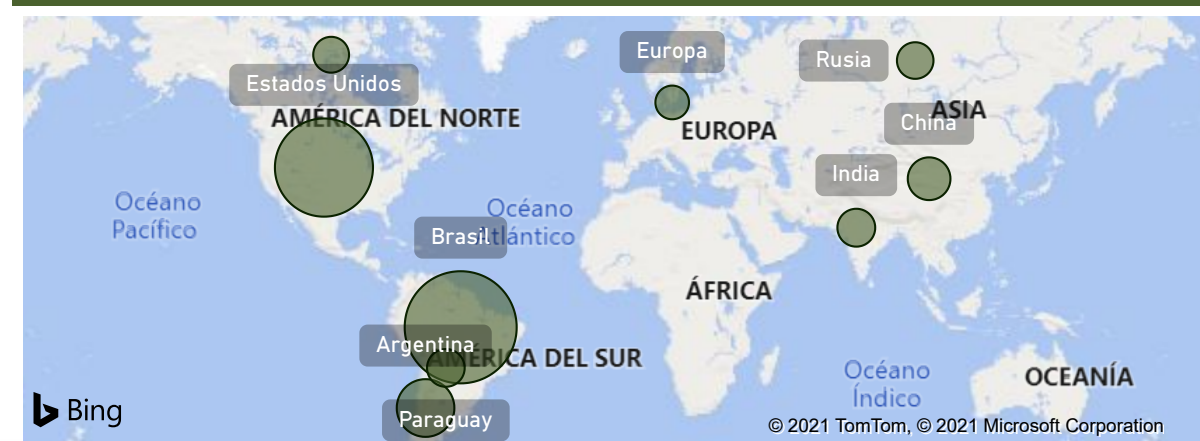 Europa
Rusia
Estados Unidos
AMÉRICA DEL NORTE
ASIA
China
EUROPA
India
Océano
Pacífico
Océano
Atlántico
Brasil
ÁFRICA
Argentina
AMÉRICA DEL SUR
Océano
Índico
OCEANÍA
Paraguay
Bing
© 2021 TomTom, © 2021 Microsoft Corporation